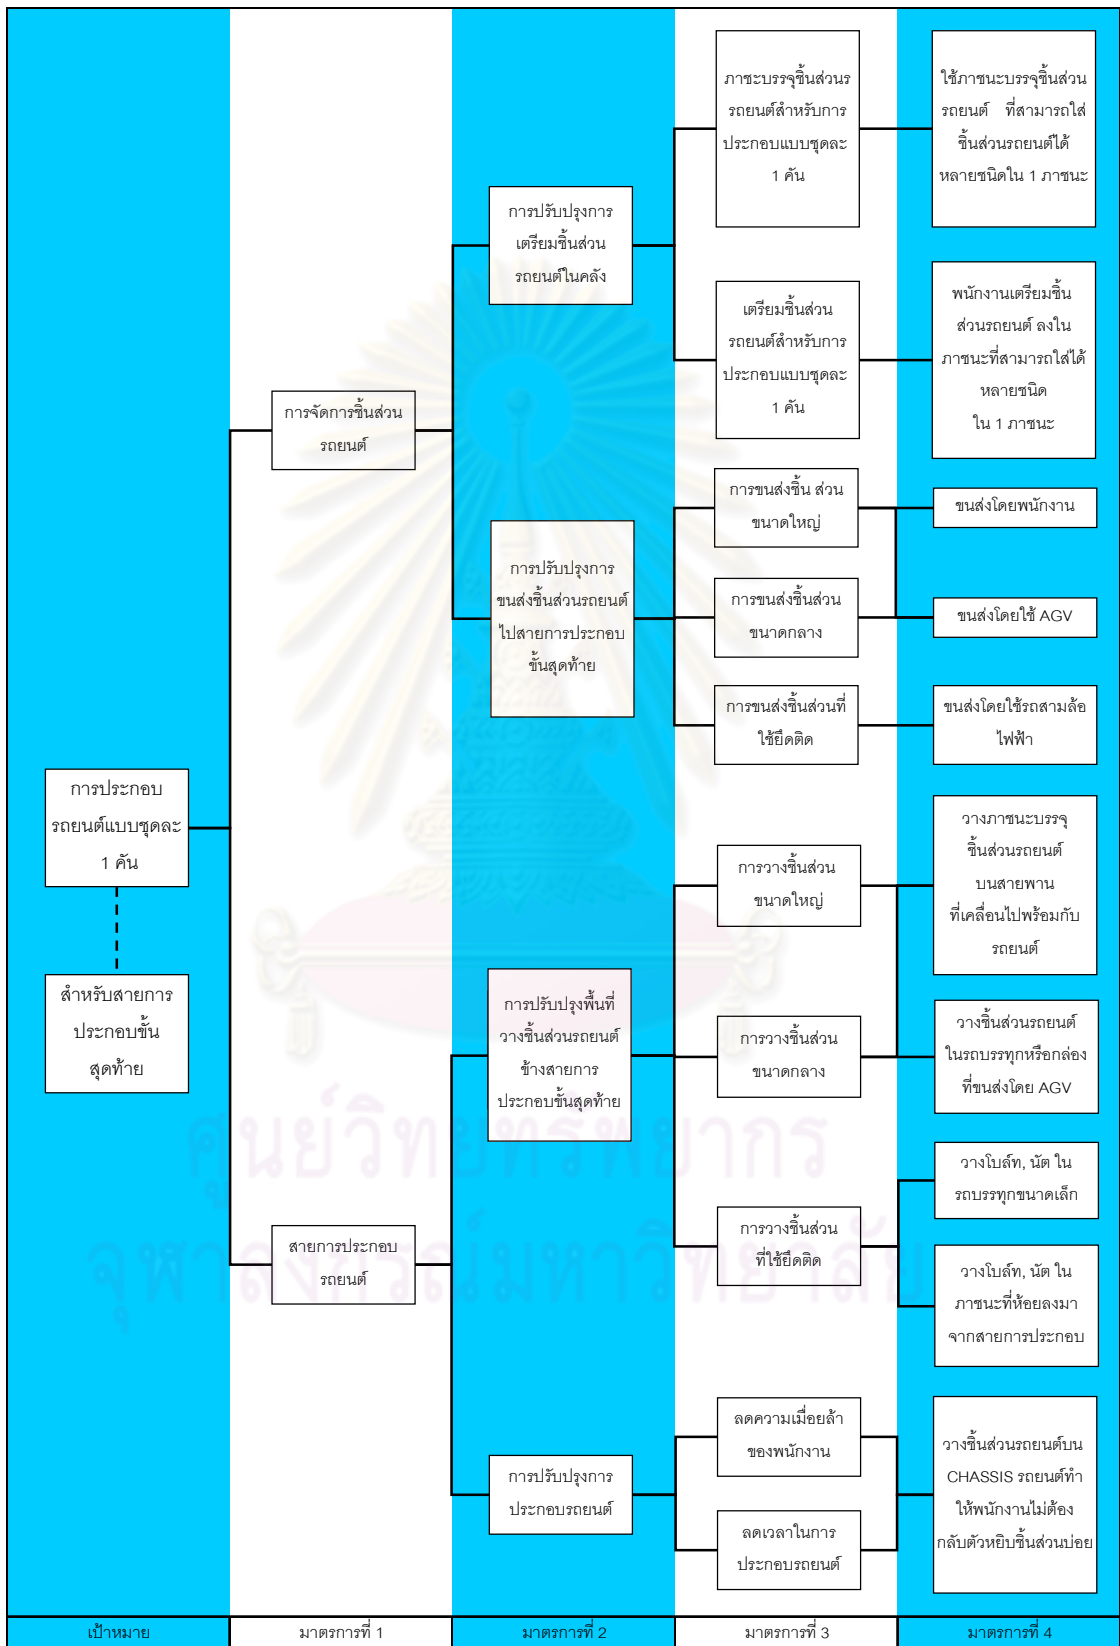 ภาชะบรรจุชิ้นส่วนร
รถยนต์สำหรับการ
ประกอบแบบชุดละ
1 คัน
ใช้ภาชนะบรรจุชิ้นส่วน
รถยนต์ ที่สามารถใส่
ชิ้นส่วนรถยนต์ได้
หลายชนิดใน 1 ภาชนะ
การปรับปรุงการ
เตรียมชิ้นส่วน
รถยนต์ในคลัง
เตรียมชิ้นส่วน
รถยนต์สำหรับการ
ประกอบแบบชุดละ
1 คัน
พนักงานเตรียมชิ้น
ส่วนรถยนต์ ลงใน
ภาชนะที่สามารถใส่ได้
หลายชนิด
ใน 1 ภาชนะ
การจัดการชิ้นส่วน
รถยนต์
การขนส่งชิ้น ส่วน
ขนาดใหญ่
ขนส่งโดยพนักงาน
การปรับปรุงการ
ขนส่งชิ้นส่วนรถยนต์
ไปสายการประกอบ
ขั้นสุดท้าย
การขนส่งชิ้นส่วน
ขนาดกลาง
ขนส่งโดยใช้ AGV
การขนส่งชิ้นส่วนที่
ใช้ยึดติด
ขนส่งโดยใช้รถสามล้อ
ไฟฟ้า
การประกอบ
รถยนต์แบบชุดละ
1 คัน
สำหรับสายการ
ประกอบขั้น
สุดท้าย
การวางชิ้นส่วน
ขนาดใหญ่
วางภาชนะบรรจุ
ชิ้นส่วนรถยนต์
บนสายพาน
ที่เคลื่อนไปพร้อมกับ
รถยนต์
การปรับปรุงพื้นที่
วางชิ้นส่วนรถยนต์
ข้างสายการ
ประกอบขั้นสุดท้าย
การวางชิ้นส่วน
ขนาดกลาง
วางชิ้นส่วนรถยนต์
ในรถบรรทุกหรือกล่อง
ที่ขนส่งโดย AGV
ศูนย์วิทยทรัพยากร
จุฬาลงกรณ์มหาวิทยาลัย
สายการประกอบ
รถยนต์
การวางชิ้นส่วน
ที่ใช้ยึดติด
วางโบล์ท, นัต ใน
รถบรรทุกขนาดเล็ก
วางโบล์ท, นัต ใน
ภาชนะที่ห้อยลงมา
จากสายการประกอบ
การปรับปรุงการ
ประกอบรถยนต์
ลดความเมื่อยล้า
ของพนักงาน
ลดเวลาในการ
ประกอบรถยนต์
วางชิ้นส่วนรถยนต์บน
CHASSIS รถยนต์ทำ
ให้พนักงานไม่ต้อง
กลับตัวหยิบชิ้นส่วนบ่อย
เป้าหมาย
มาตรการที่ 1
มาตรการที่ 2
มาตรการที่ 3
มาตรการที่ 4